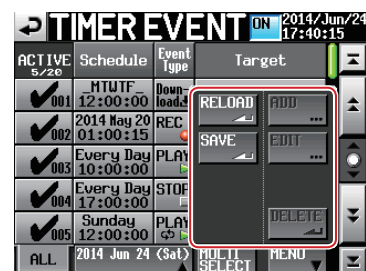 TIMER EVENT ON 2014/Jun/24
17:40:15
ACTIVE 5/20 Schedule Event Type Target
001 _MTWTF_ 12:00:00 Down-load
002 2014 May 20 01:00:15 REC
003 Every Day 10:00:00 PLAY
004 Every Day 17:00:00 STOP
005 Sunday 12:00:00 PLAY
RELOAD ADD ...
SAVE EDIT ...
DELETE
ALL 2014 Jun 24 (Sat) MULTI SELECT MENU